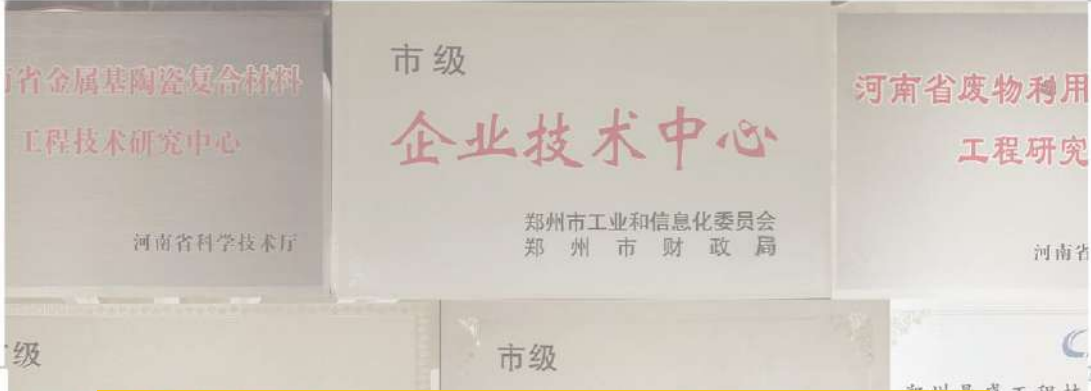 省金属基陶瓷复合材料
工程技术研究中心
河南省科学技术厅
市级
企业技术中心
郑州市工业和信息化委员会
郑州市财政局
河南省废物利用
工程研究
河南省
级
市级